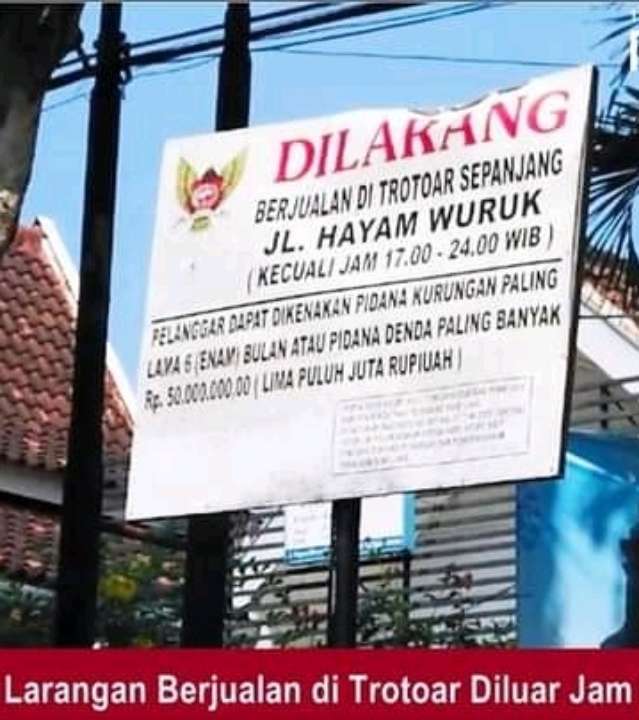 DILARANG
BERJUALAN DI TROTOAR SEPANJANG
JL. HAYAM WURUK
( KECUALI JAM 17.00 - 24.00 WIB )
PELANGGAR DAPAT DIKENAKAN PIDANA KURUNGAN PALING
LAMA 6 (ENAM) BULAN ATAU PIDANA DENDA PALING BANYAK
Rp. 50.000.000,00 ( LIMA PULUH JUTA RUPIUAH )
Larangan Berjualan di Trotoar Diluar Jam